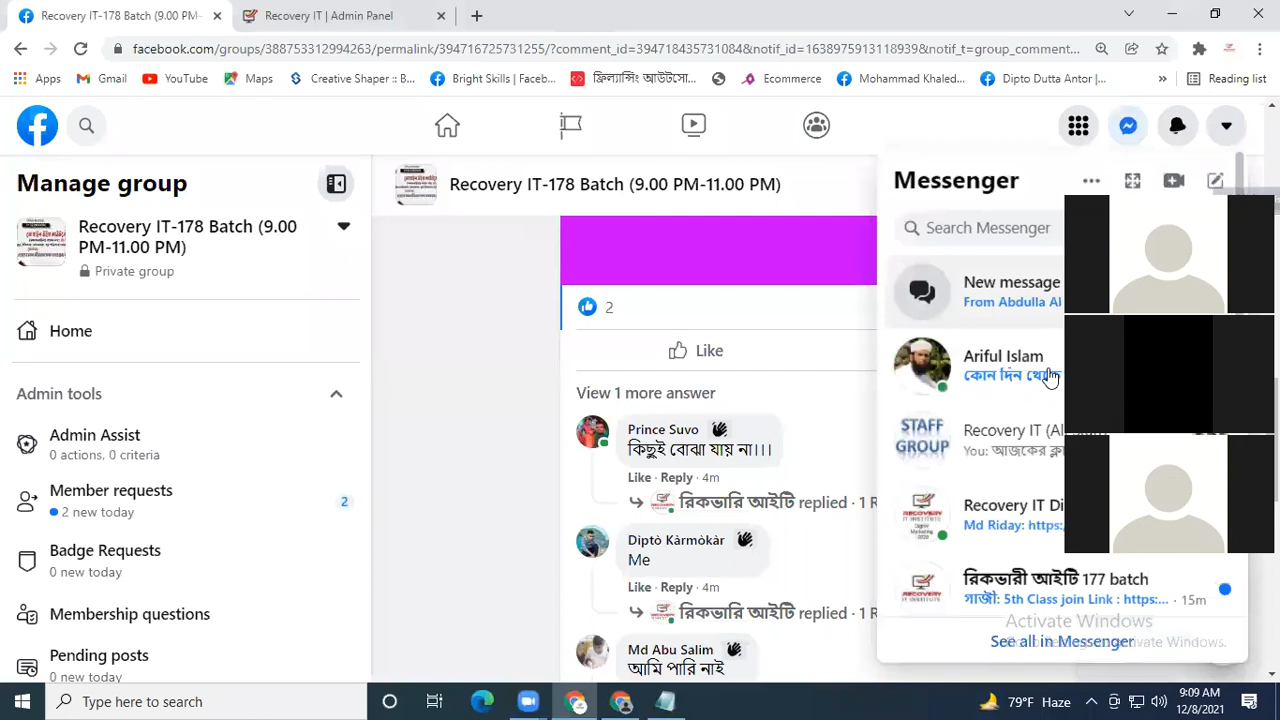 Recovery IT-178 Batch (9.00 PM-
Recovery IT | Admin Panel
facebook.com/groups/388753312994263/permalink/394716725731255/?comment_id=394718435731084&notif_id=1638975913118939&notif_t=group_comment...
Apps
Gmail
YouTube
Maps
Creative Shaper :: B...
Bright Skills | Faceb...
ফ্রিল্যান্সিং আউটসো...
Ecommerce
Mohammad Khaled...
Dipto Dutta Antor |...
»
Reading list
Manage group
Recovery IT-178 Batch (9.00
PM-11.00 PM)
Private group
Home
Admin tools
Admin Assist
0 actions, 0 criteria
Member requests
2 new today
2
Badge Requests
0 new today
Membership questions
Pending posts
0 new today
Recovery IT-178 Batch (9.00 PM-11.00 PM)
2
Like
View 1 more answer
Prince Suvo
কিছুই বোঝা যায় না।।।
Like · Reply · 4m
রিকভারি আইটি replied · 1 R
Diptò Kàrmòkàr
Me
Like · Reply · 4m
রিকভারি আইটি replied · 1 R
Md Abu Salim
আমি পারি নাই
Messenger
Search Messenger
New message
From Abdulla Al
Ariful Islam
কোন দিন
STAFF
GROUP
Recovery IT (Al
You: আজকের
Recovery IT Di
Md Riday: https:/
রিকভারী আইটি 177 batch
গাজী: 5th Class join Link : https:... · 15m
Activate Windows
See all in Messenger
Activate Windows.
Type here to search
79°F Haze
9:09 AM
12/8/2021